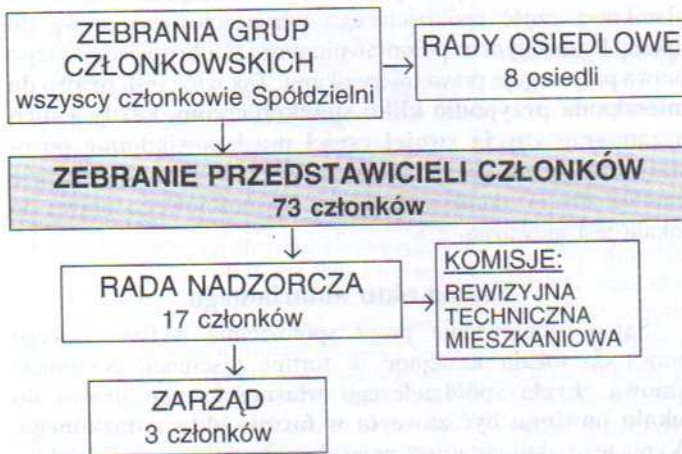 ZEBRANIA GRUP
CZŁONKOWSKICH
wszyscy członkowie Spółdzielni
RADY OSIEDLOWE
8 osiedli
ZEBRANIE PRZEDSTAWICIELI CZŁONKÓW
73 członków
RADA NADZORCZA
17 członków
KOMISJE:
REWIZYJNA
TECHNICZNA
MIESZKANIOWA
ZARZĄD
3 członków